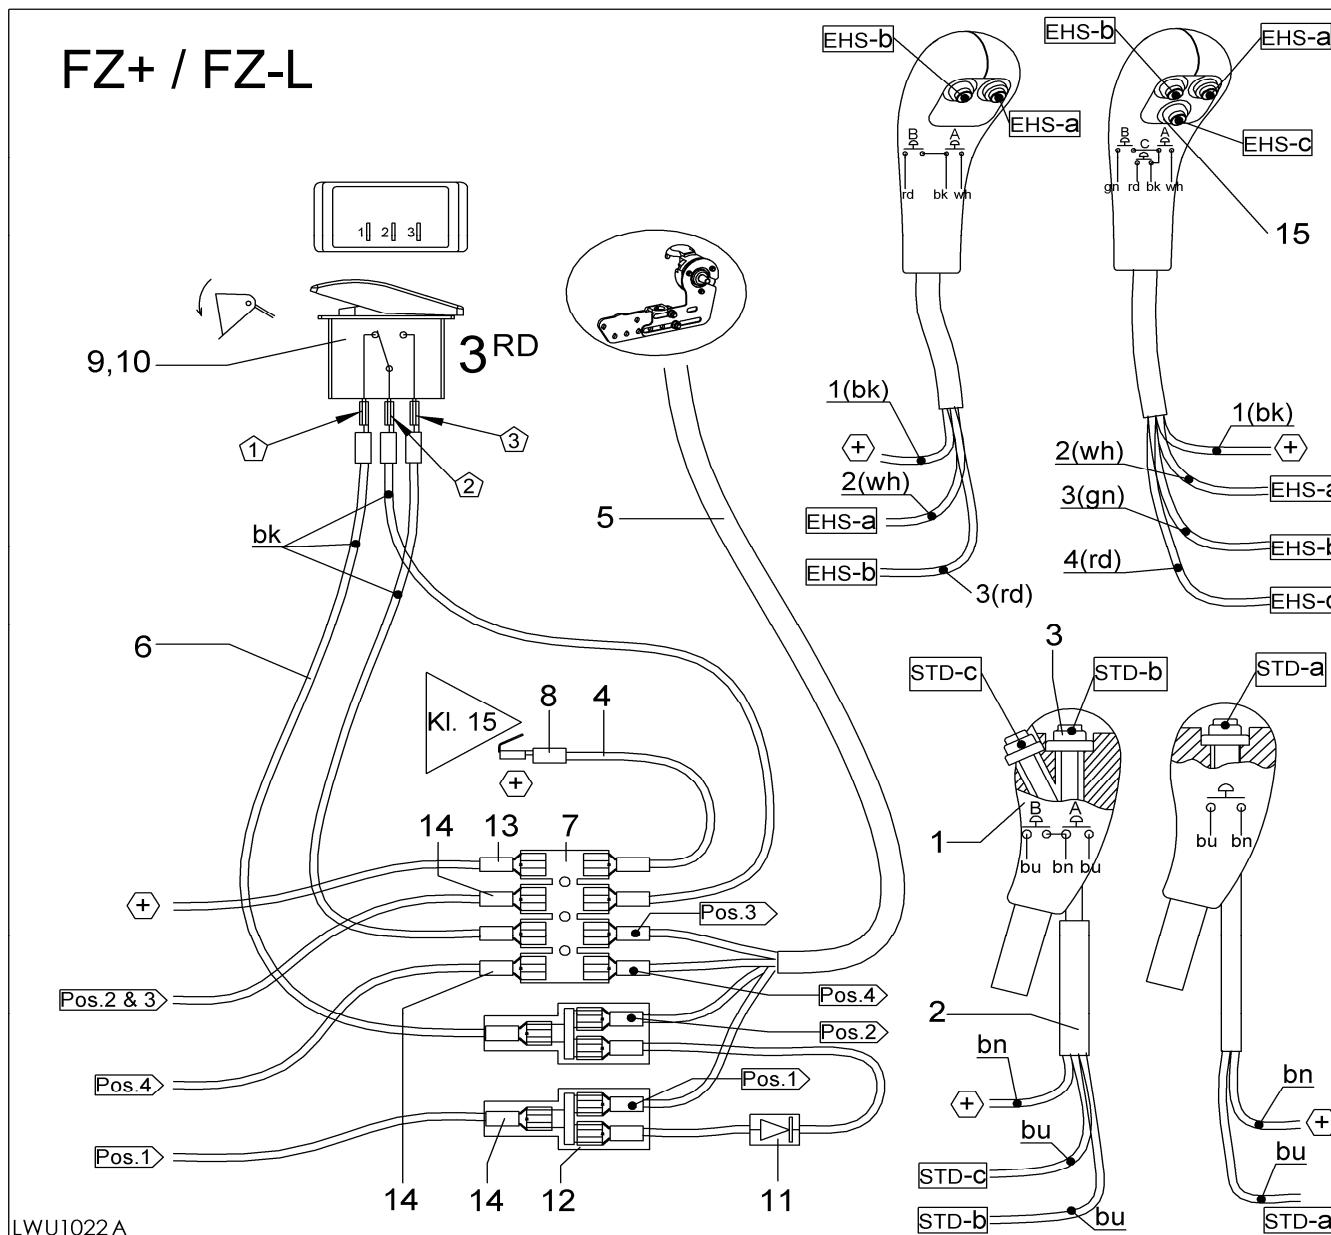 FZ+ / FZ-L
EHS-b
EHS-b
EHS-a
EHS-a
EHS-c
B A
B C A
rd bk wh
gn rd bk wh
15
1 2 3
9,10
3RD
1(bk)
1(bk)
+
+
1
3
2
2(wh)
2(wh)
EHS-a
3(gn)
5
EHS-a
bk
EHS-b
EHS-b
4(rd)
3(rd)
EHS-c
6
3
STD-c
STD-b
STD-a
Kl. 15
8
4
+
14
13
7
1
B A
bu bn bu
bu bn
+
Pos.3
Pos.2 & 3
Pos.4
2
Pos.2
bn
Pos.4
Pos.1
bn
+
+
bu
bu
Pos.1
STD-c
14
14
12
11
STD-b
bu
STD-a
LWU1022 A